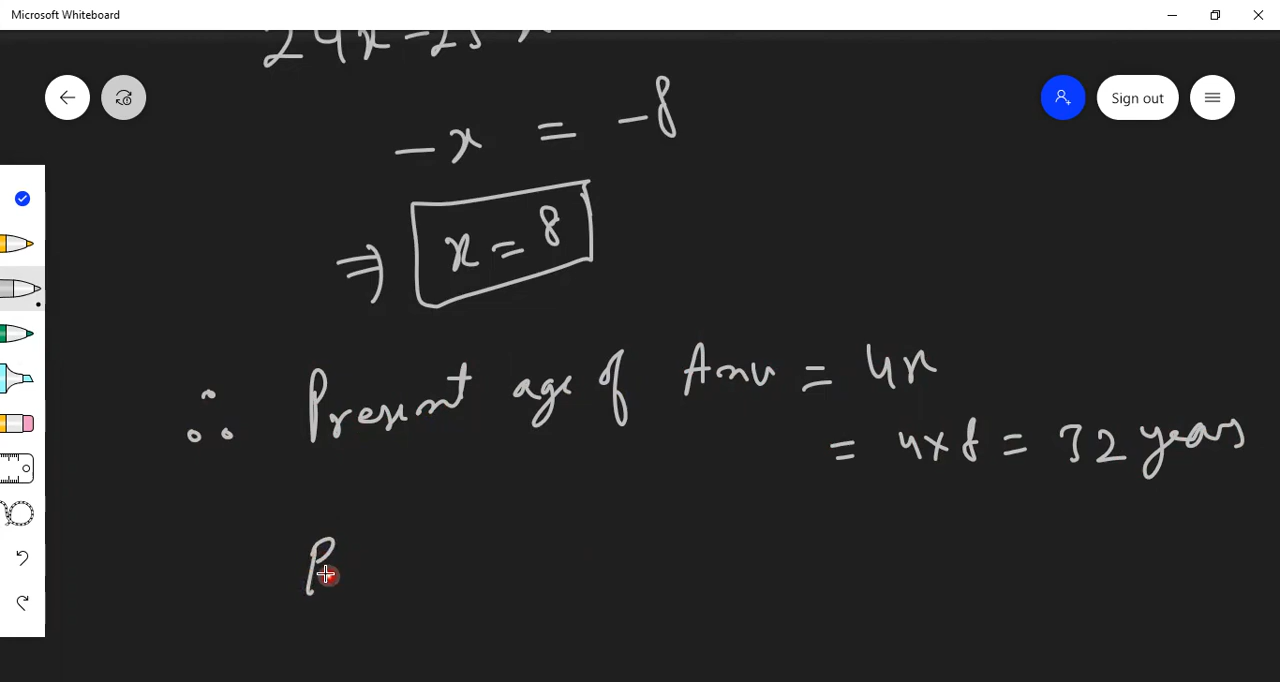 Microsoft Whiteboard
Sign out
-x = -8
⇒ x = 8
∴ Present age of Anu = 4x
= 4×8 = 32 years
P